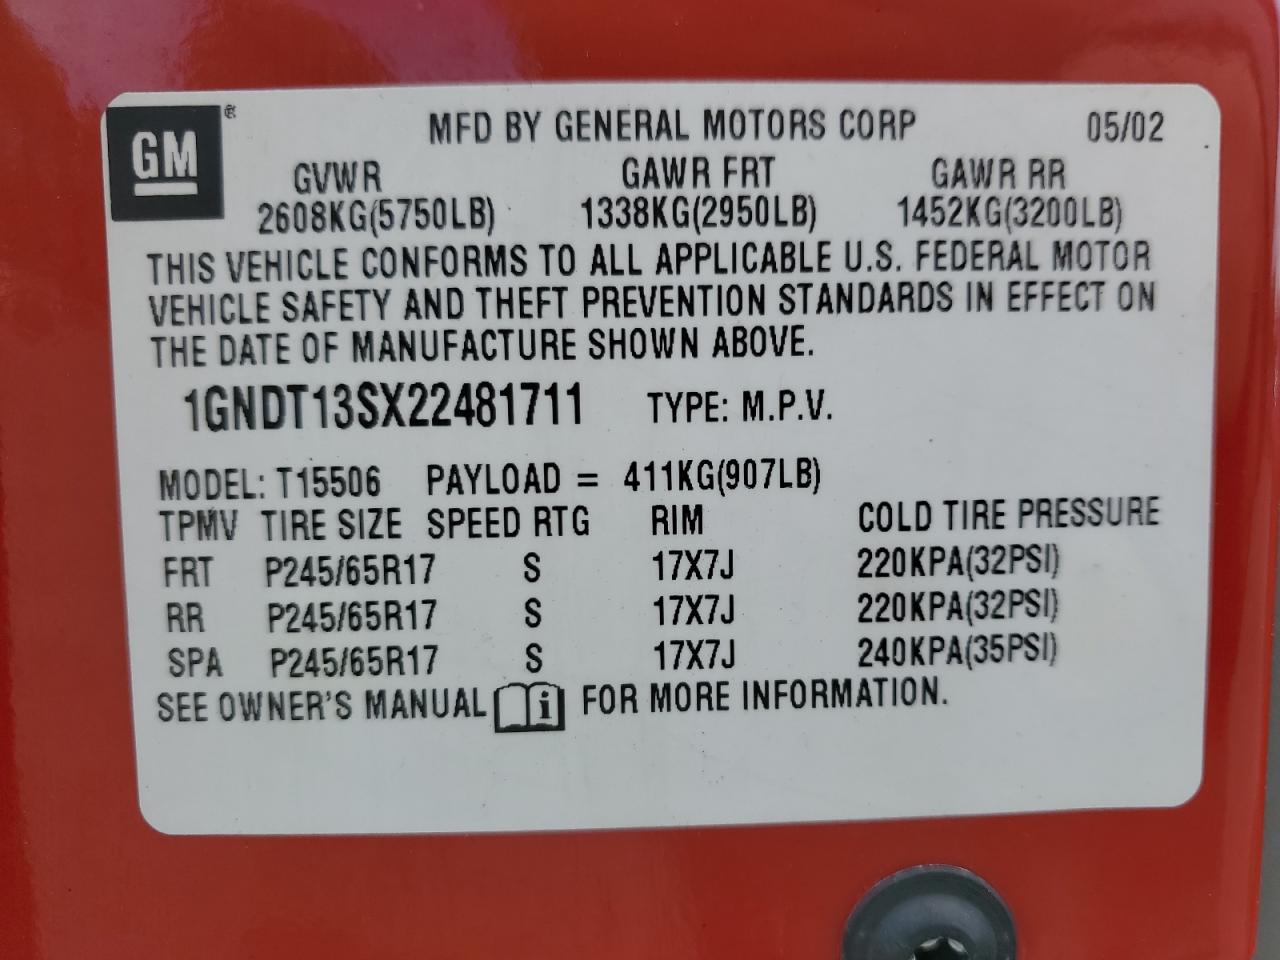 GM ® MFD BY GENERAL MOTORS CORP 05/02
GVWR GAWR FRT GAWR RR
2608KG(5750LB) 1338KG(2950LB) 1452KG(3200LB)
THIS VEHICLE CONFORMS TO ALL APPLICABLE U.S. FEDERAL MOTOR
VEHICLE SAFETY AND THEFT PREVENTION STANDARDS IN EFFECT ON
THE DATE OF MANUFACTURE SHOWN ABOVE.
1GNDT13SX22481711 TYPE: M.P.V.
MODEL: T15506 PAYLOAD = 411KG(907LB)
TPMV TIRE SIZE SPEED RTG RIM COLD TIRE PRESSURE
FRT P245/65R17 S 17X7J 220KPA(32PSI)
RR P245/65R17 S 17X7J 220KPA(32PSI)
SPA P245/65R17 S 17X7J 240KPA(35PSI)
SEE OWNER'S MANUAL i FOR MORE INFORMATION.